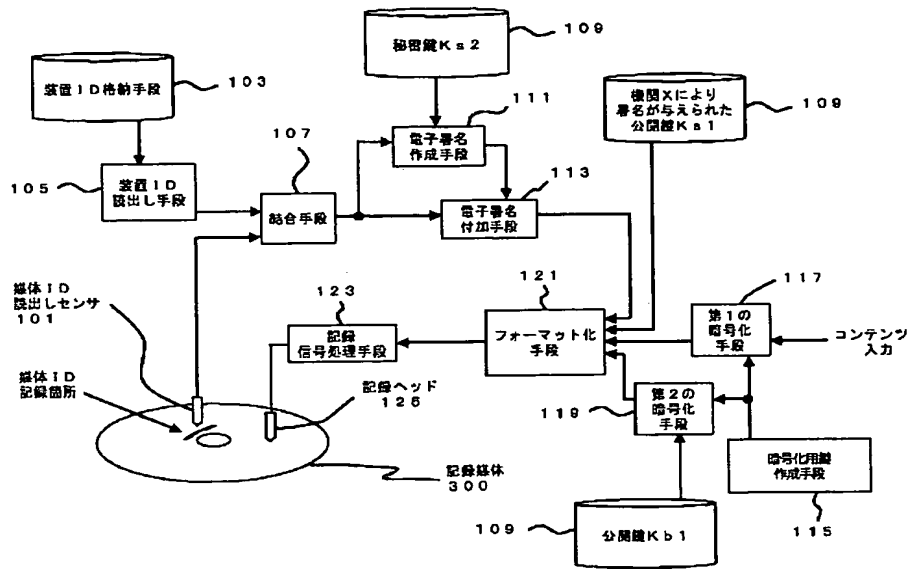 秘密鍵Ks2
109
装置ID格納手段
103
機関Xにより
署名が与えられた
公開鍵Ks1
109
電子署名
作成手段
111
107
105
装置ID
読出し手段
結合手段
電子署名
付加手段
113
媒体ID
読出しセンサ
101
123
記録
信号処理手段
121
フォーマット化
手段
117
第1の
暗号化
手段
コンテンツ
入力
媒体ID
記録箇所
記録ヘッド
125
119
第2の
暗号化
手段
暗号化用鍵
作成手段
115
記録媒体
300
109
公開鍵Kb1